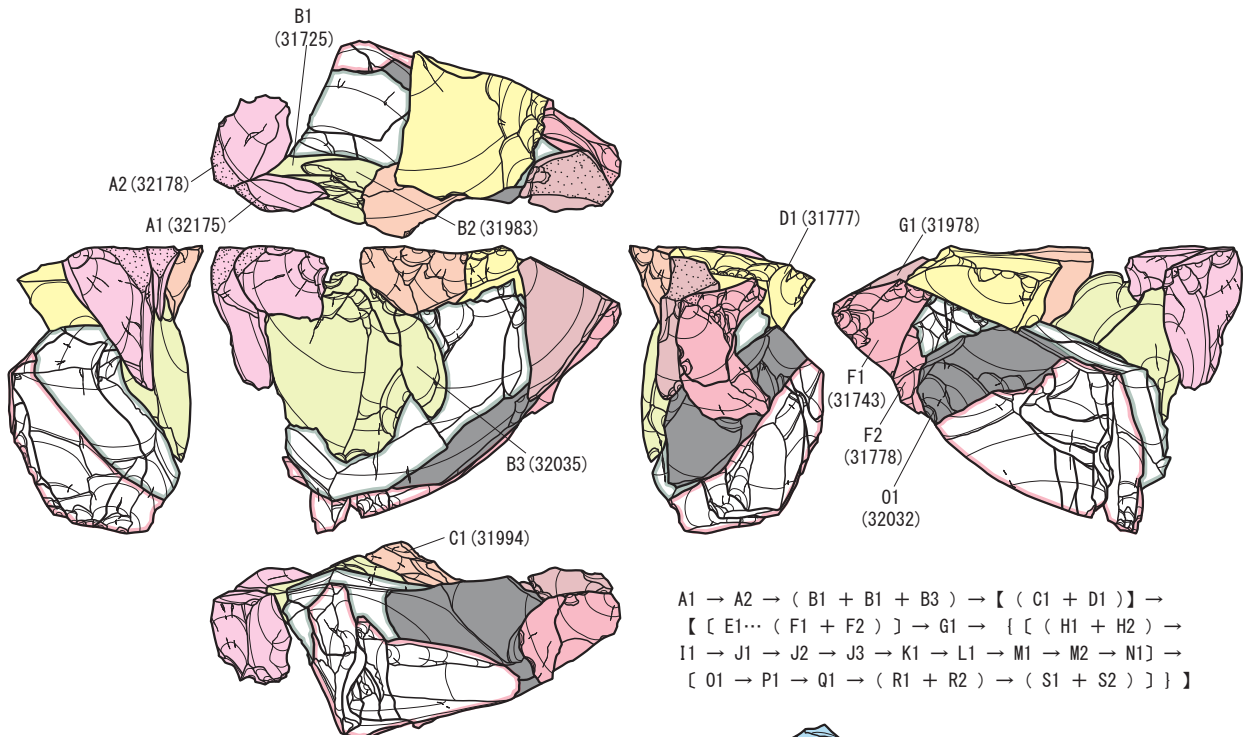 B1
(31725)
A2(32178)
A1(32175)
B2(31983)
D1(31777)
G1(31978)
F1
(31743)
F2
(31778)
B3(32035)
O1
(32032)
C1(31994)
A1 → A2 → ( B1 + B1 + B3 ) →【 ( C1 + D1 )】→
【〔 E1… ( F1 + F2 ) 〕→ G1 → {〔 ( H1 + H2 ) →
I1 → J1 → J2 → J3 → K1 → L1 → M1 → M2 → N1〕→
〔 O1 → P1 → Q1 → ( R1 + R2 ) → ( S1 + S2 ) 〕}】